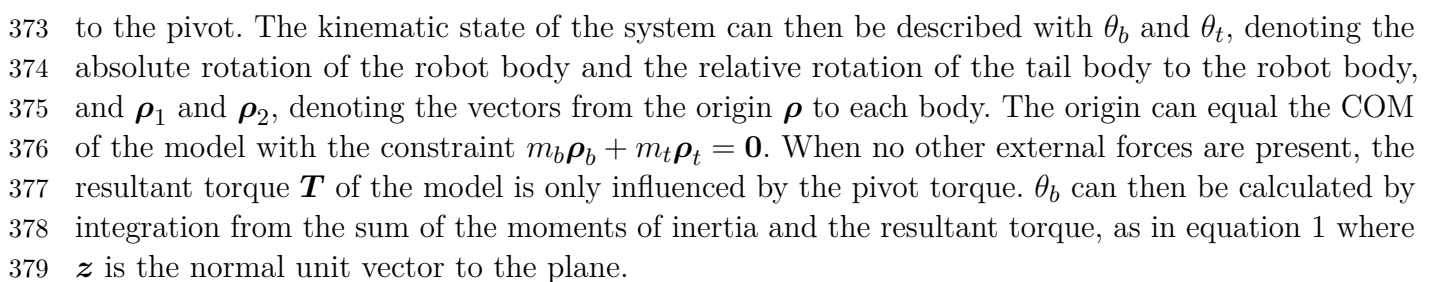 373 to the pivot. The kinematic state of the system can then be described with θ_b and θ_t, denoting the
374 absolute rotation of the robot body and the relative rotation of the tail body to the robot body,
375 and ρ_1 and ρ_2, denoting the vectors from the origin ρ to each body. The origin can equal the COM
376 of the model with the constraint m_bρ_b + m_tρ_t = 0. When no other external forces are present, the
377 resultant torque T of the model is only influenced by the pivot torque. θ_b can then be calculated by
378 integration from the sum of the moments of inertia and the resultant torque, as in equation 1 where
379 z is the normal unit vector to the plane.